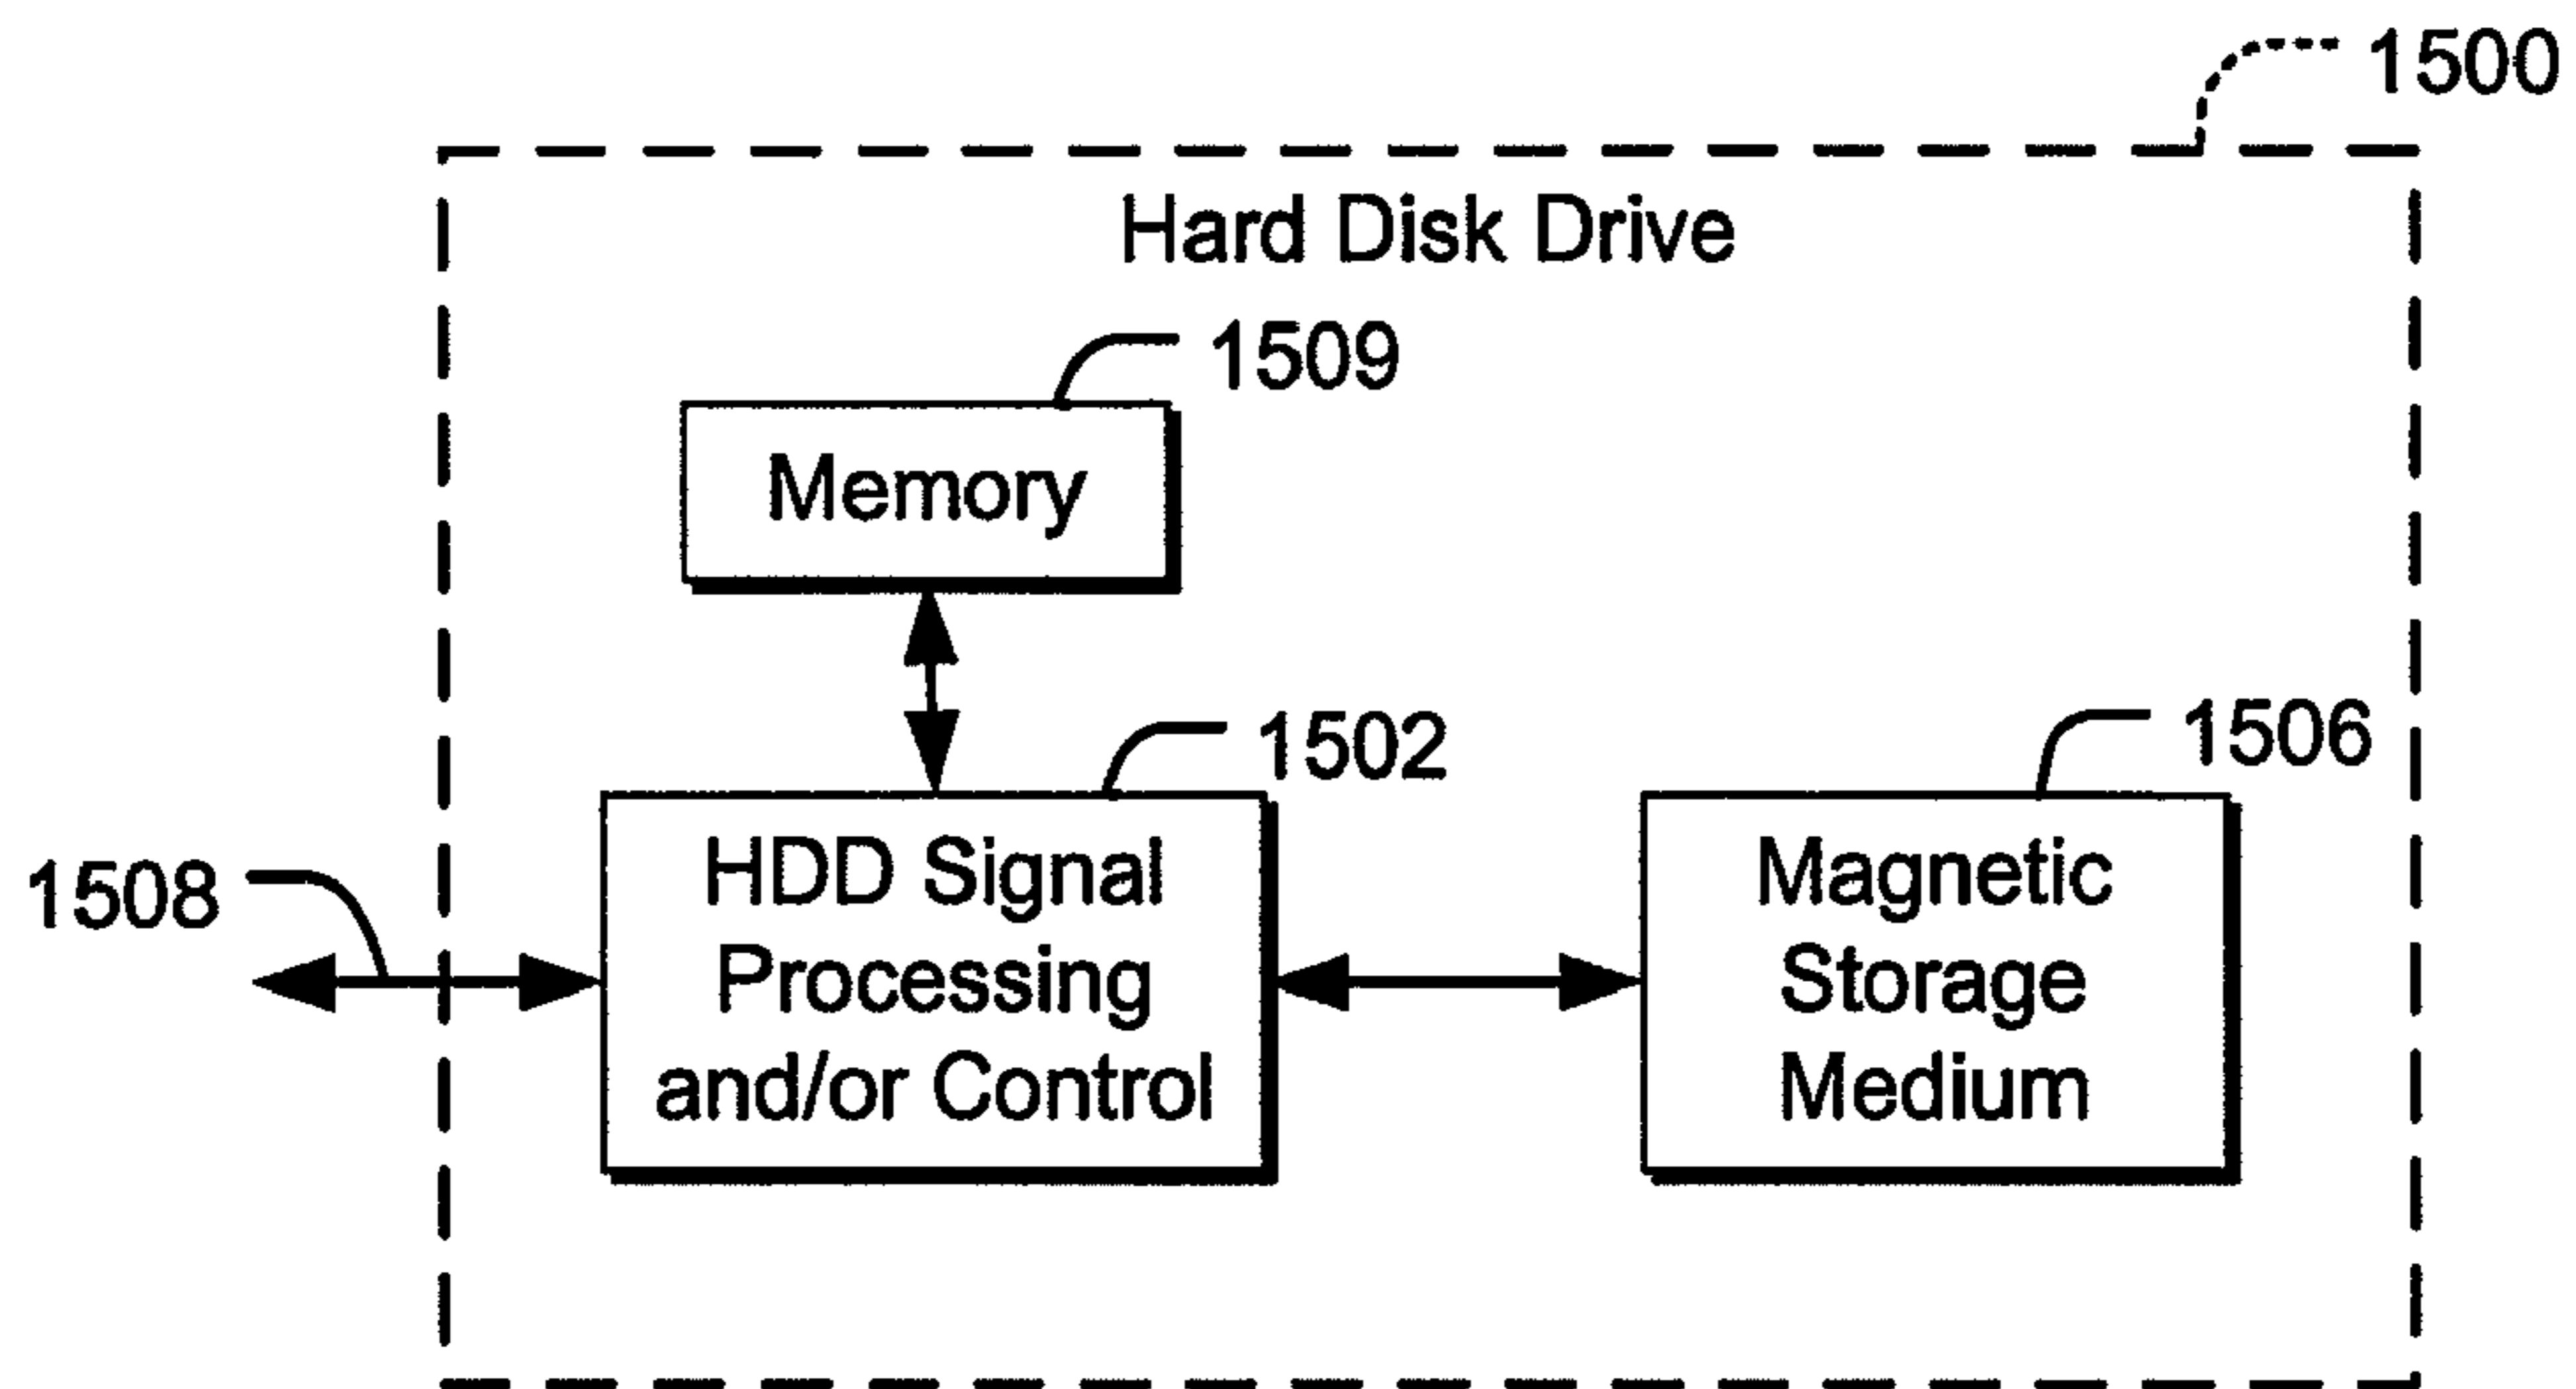 1500
Hard Disk Drive
1509
Memory
1502
1506
1508
HDD Signal
Processing
and/or Control
Magnetic
Storage
Medium